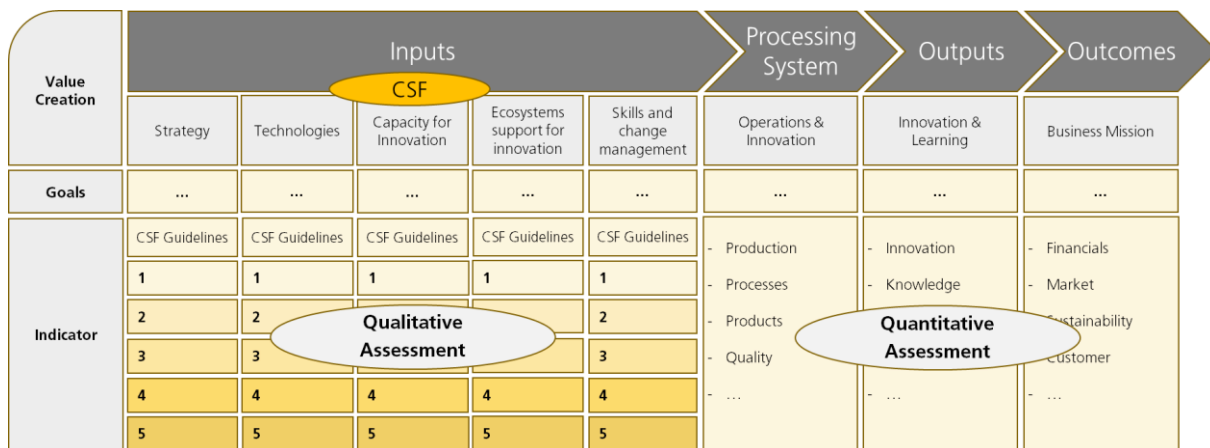 Value
Creation
Inputs
Processing
System
Outputs
Outcomes
CSF
Strategy
Technologies
Capacity for
Innovation
Ecosystems
support for
innovation
Skills and
change
management
Operations &
Innovation
Innovation &
Learning
Business Mission
Goals
... ... ... ... ... ... ... ...
Indicator
CSF Guidelines CSF Guidelines CSF Guidelines CSF Guidelines CSF Guidelines
1 1 1 1 1
2 2 2
3 3 3
4 4 4 4 4
5 5 5 5 5
Qualitative
Assessment
- Production
- Processes
- Products
- Quality
- ...
- Innovation
- Knowledge
- ...
- Financials
- Market
- Sustainability
- Customer
- ...
Quantitative
Assessment